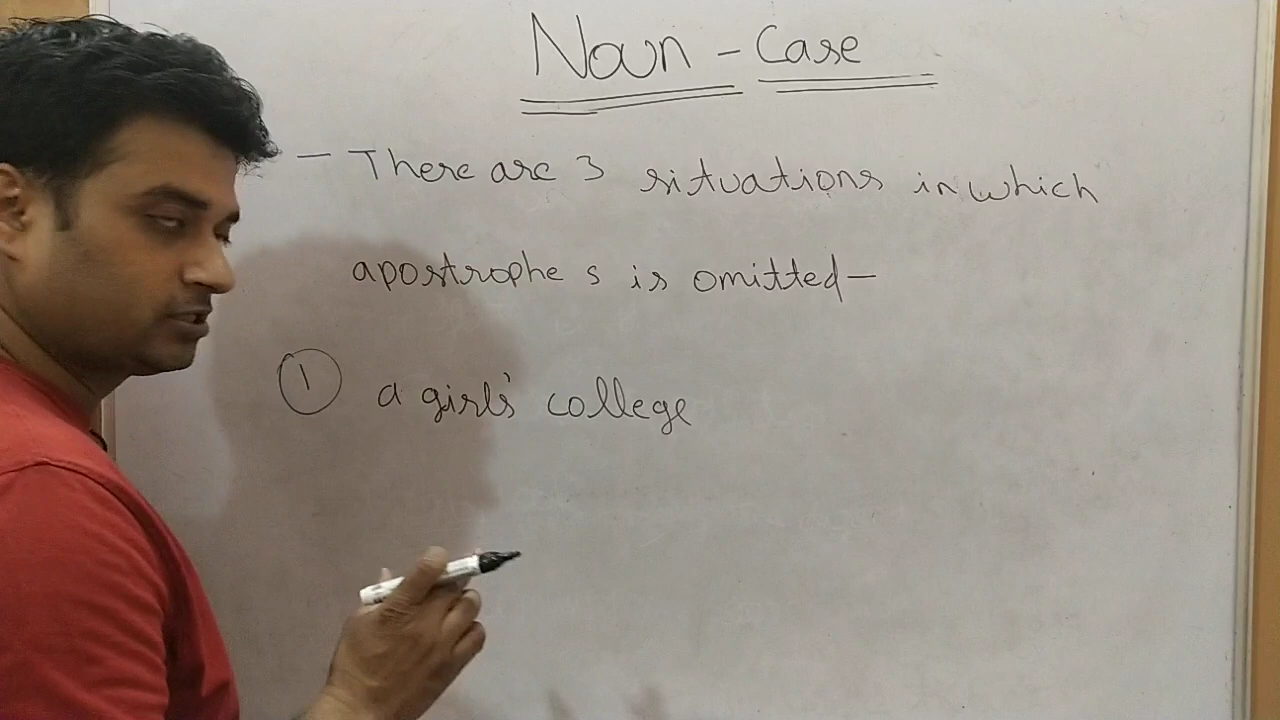 Noun - Case
- There are 3 situations in which
apostrophe s is omitted-
1 a girls' college